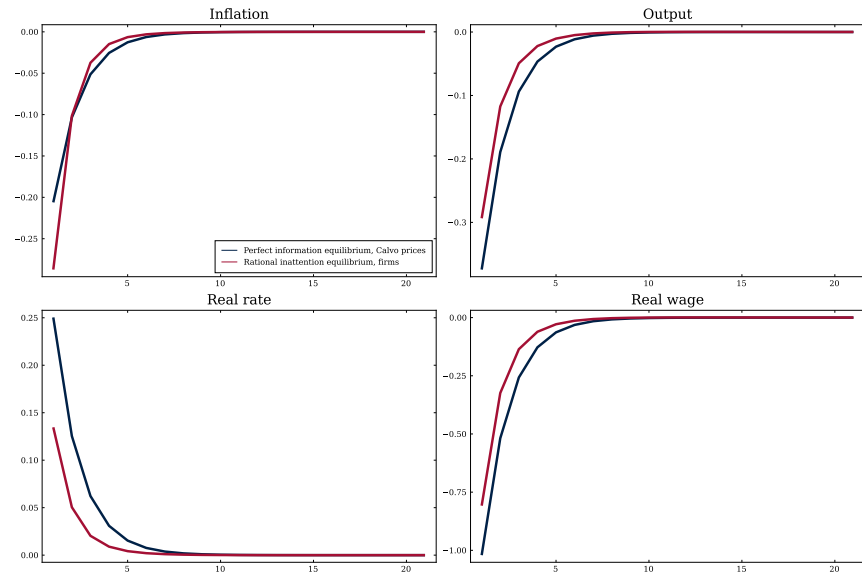 Inflation
0.00
−0.05
−0.10
−0.15
−0.20
−0.25
Perfect information equilibrium, Calvo prices
Rational inattention equilibrium, firms
5 10 15 20
Output
0.0
−0.1
−0.2
−0.3
5 10 15 20
Real rate
0.25
0.20
0.15
0.10
0.05
0.00
5 10 15 20
Real wage
0.00
−0.25
−0.50
−0.75
−1.00
5 10 15 20